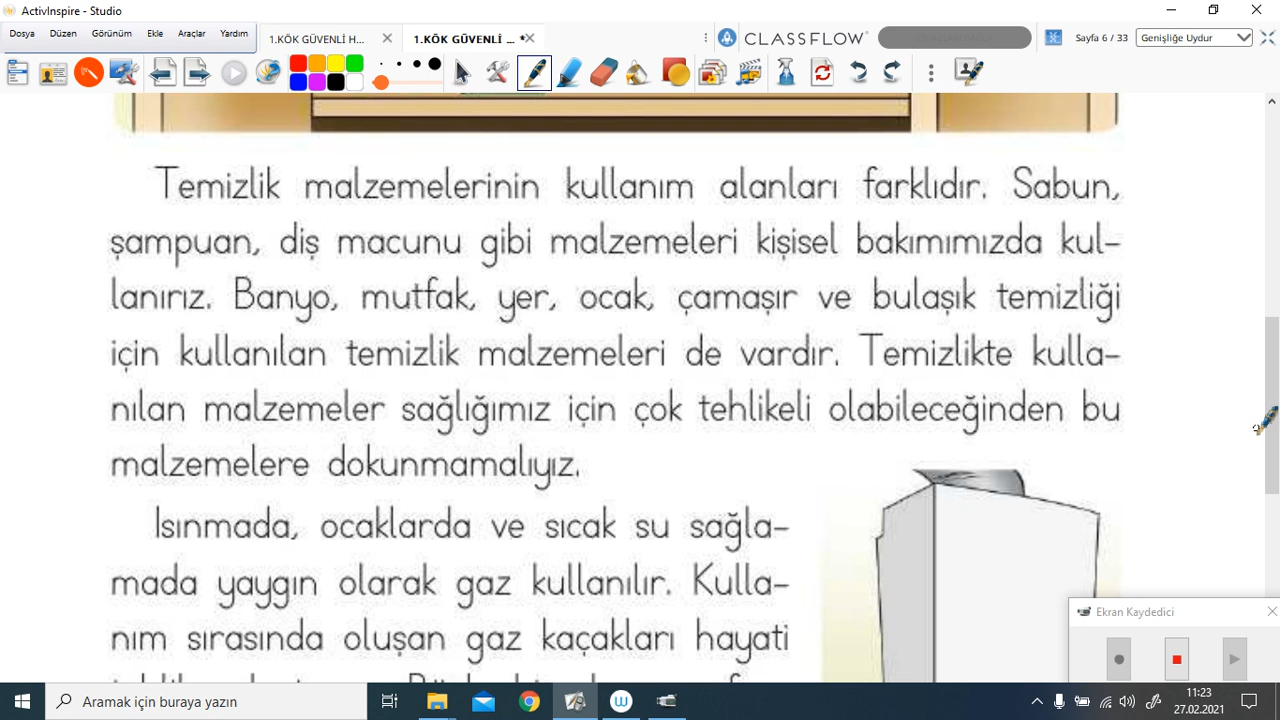 ActivInspire - Studio
Dosya Düzen Görünüm Ekle Araçlar Yardım
1.KÖK GÜVENLİ H...
1.KÖK GÜVENLİ ... *
CLASSFLOW
Sayfa 6 / 33
Genişliğe Uydur
Temizlik malzemelerinin kullanım alanları farklıdır. Sabun,
şampuan, diş macunu gibi malzemeleri kişisel bakımımızda kul-
lanırız. Banyo, mutfak, yer, ocak, çamaşır ve bulaşık temizliği
için kullanılan temizlik malzemeleri de vardır. Temizlikte kulla-
nılan malzemeler sağlığımız için çok tehlikeli olabileceğinden bu
malzemelere dokunmamalıyız.
Isınmada, ocaklarda ve sıcak su sağla-
mada yaygın olarak gaz kullanılır. Kulla-
nım sırasında oluşan gaz kaçakları hayati
Ekran Kaydedici
Aramak için buraya yazın
11:23
27.02.2021